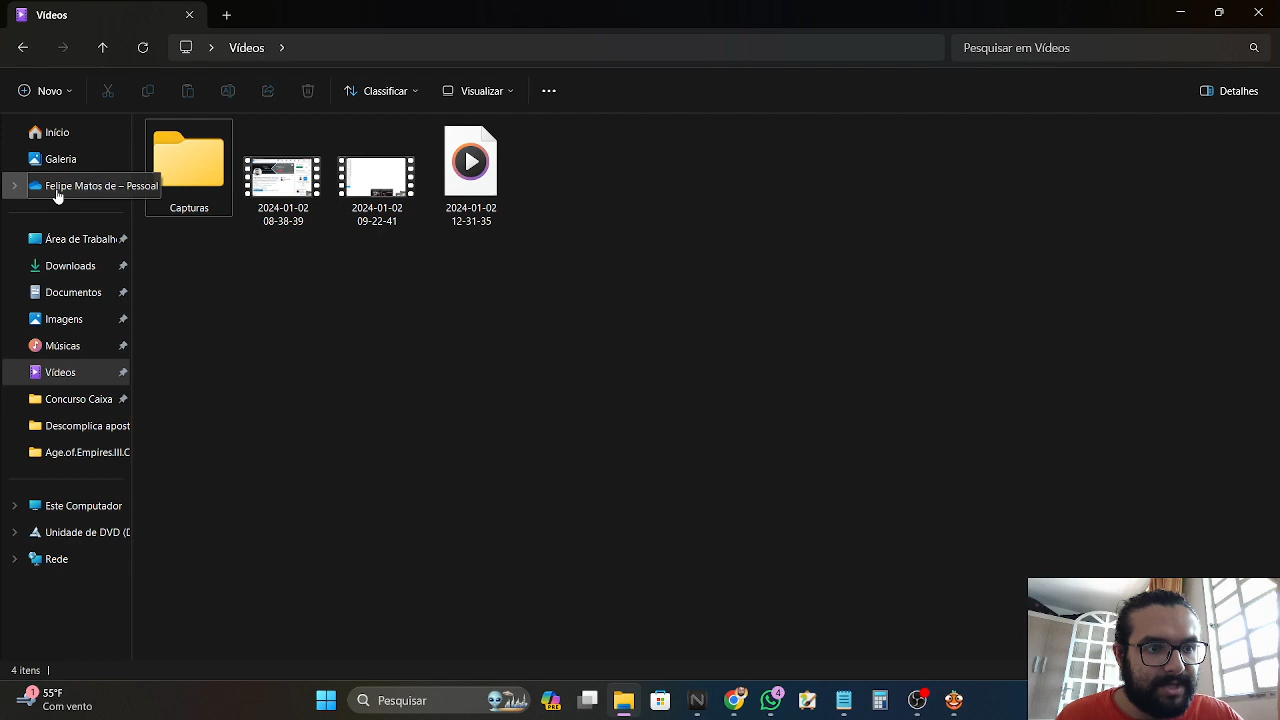 Vídeos
Vídeos
Pesquisar em Vídeos
Novo
Classificar
Visualizar
Detalhes
Início
Galeria
- Pessoal
Área de Trabalh
Downloads
Documentos
Imagens
Músicas
Vídeos
Concurso Caixa
Descomplica apost
Age.of.Empires.III.C
Este Computador
Unidade de DVD (D
Rede
Capturas
2024-01-02
08-38-39
2024-01-02
09-22-41
2024-01-02
12-31-35
4 itens
1
55°F
Com vento
Pesquisar
4